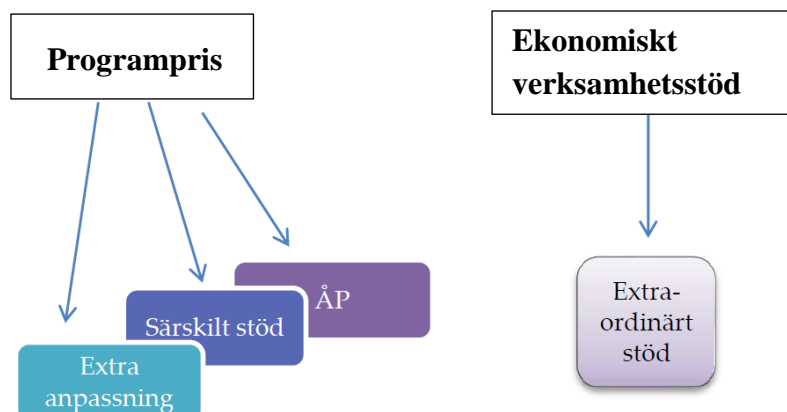 Programpris
Ekonomiskt
verksamhetsstöd
ÅP
Särskilt stöd
Extra
anpassning
Extra-
ordinärt
stöd